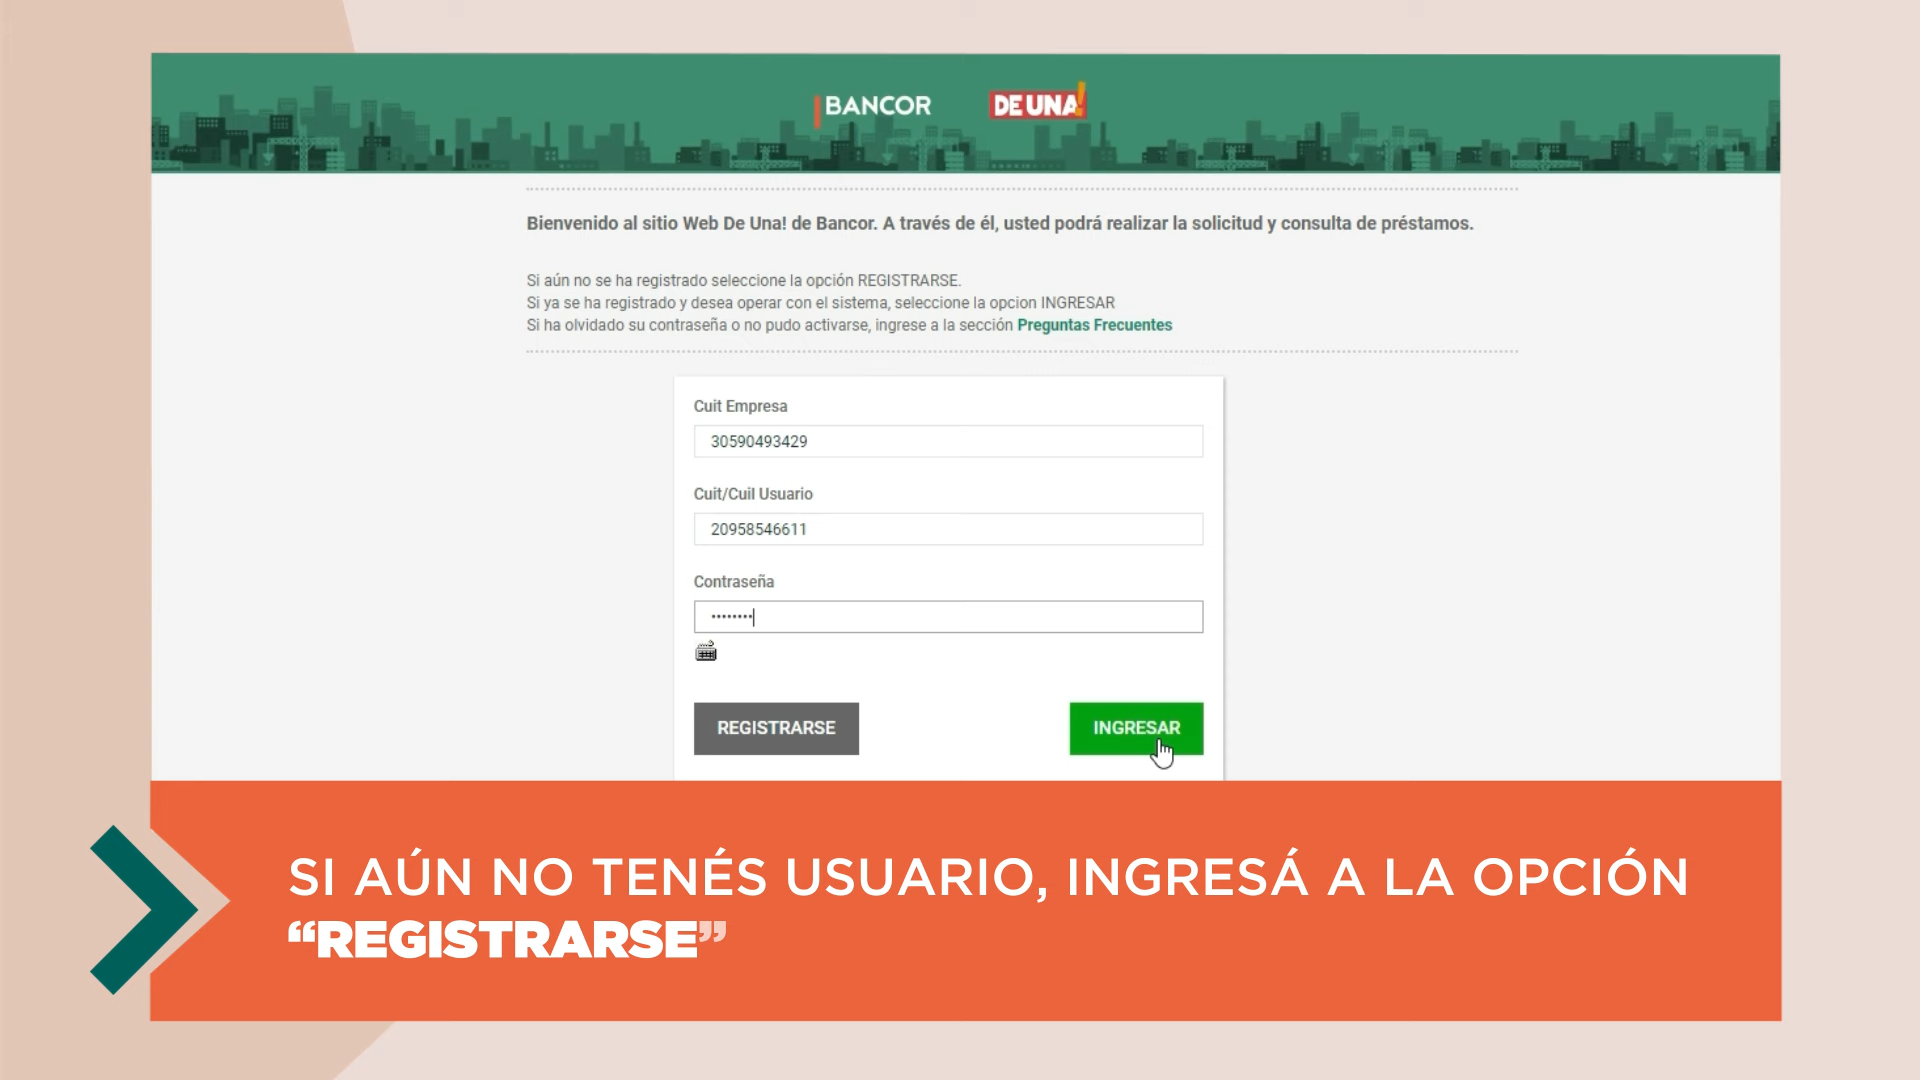 BANCOR
DE UNA!
Bienvenido al sitio Web De Una! de Bancor. A través de él, usted podrá realizar la solicitud y consulta de préstamos.
Si aún no se ha registrado seleccione la opción REGISTRARSE.
Si ya se ha registrado y desea operar con el sistema, seleccione la opcion INGRESAR
Si ha olvidado su contraseña o no pudo activarse, ingrese a la sección Preguntas Frecuentes
Cuit Empresa
30590493429
Cuit/Cuil Usuario
20958546611
Contraseña
••••••••
REGISTRARSE
INGRESAR
SI AÚN NO TENÉS USUARIO, INGRESÁ A LA OPCIÓN
“REGISTRARSE”